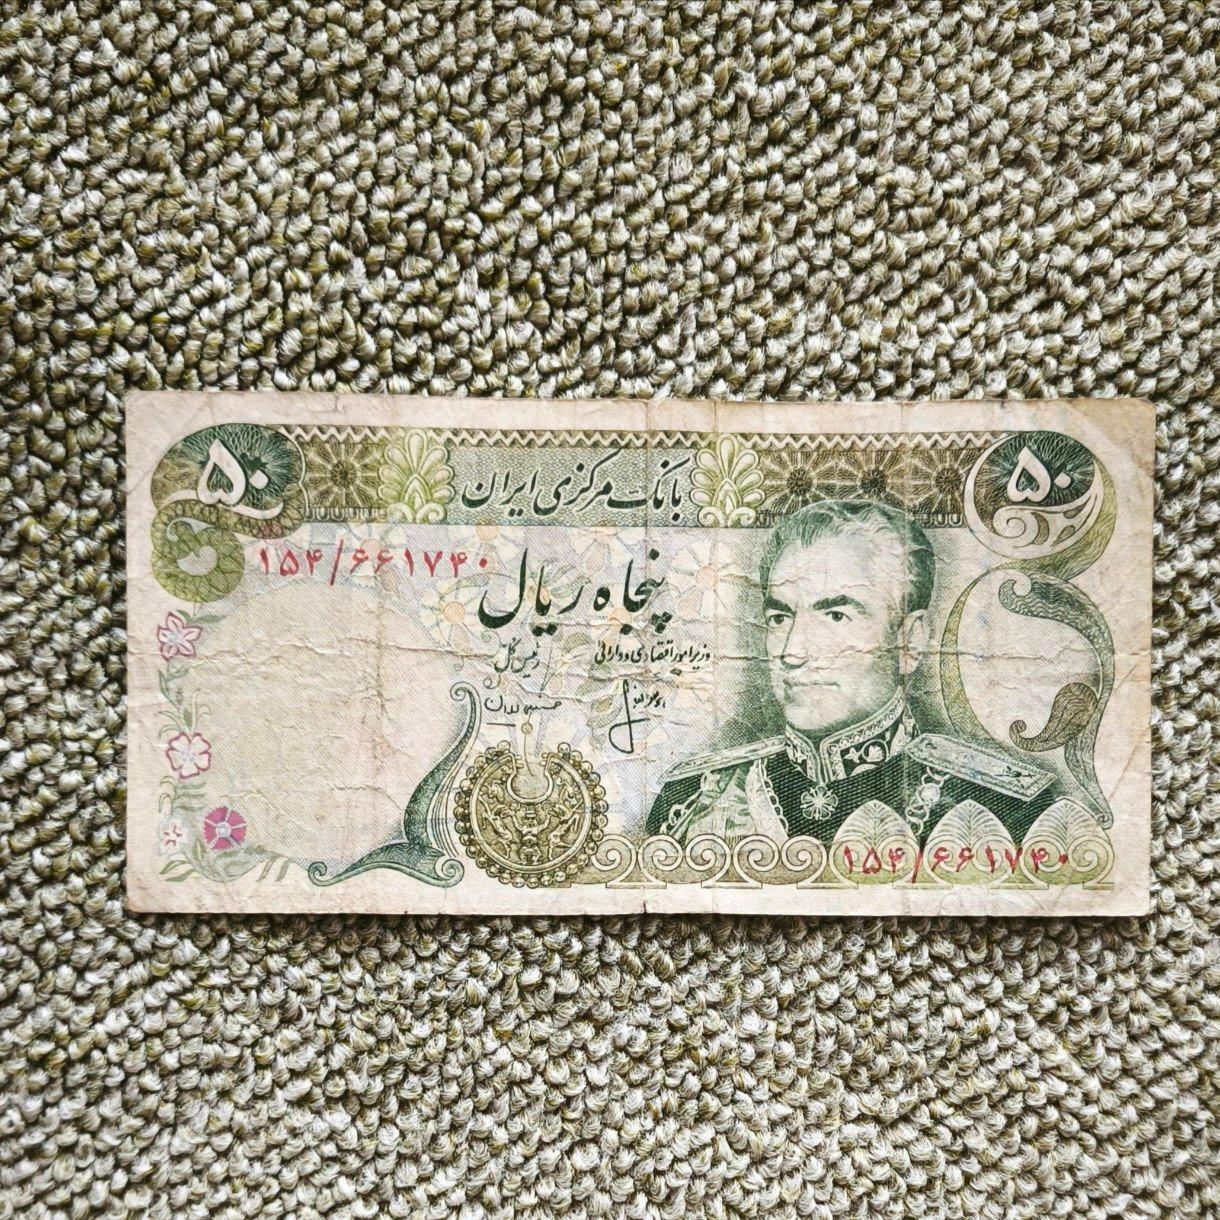 ۵۰
بانک مرکزی ایران
۵۰
۱۵۴/۶۶۱۷۴۰
پنجاه ریال
وزیر امور اقتصادی و دارائی
رئیس کل
۱۵۴/۶۶۱۷۴۰